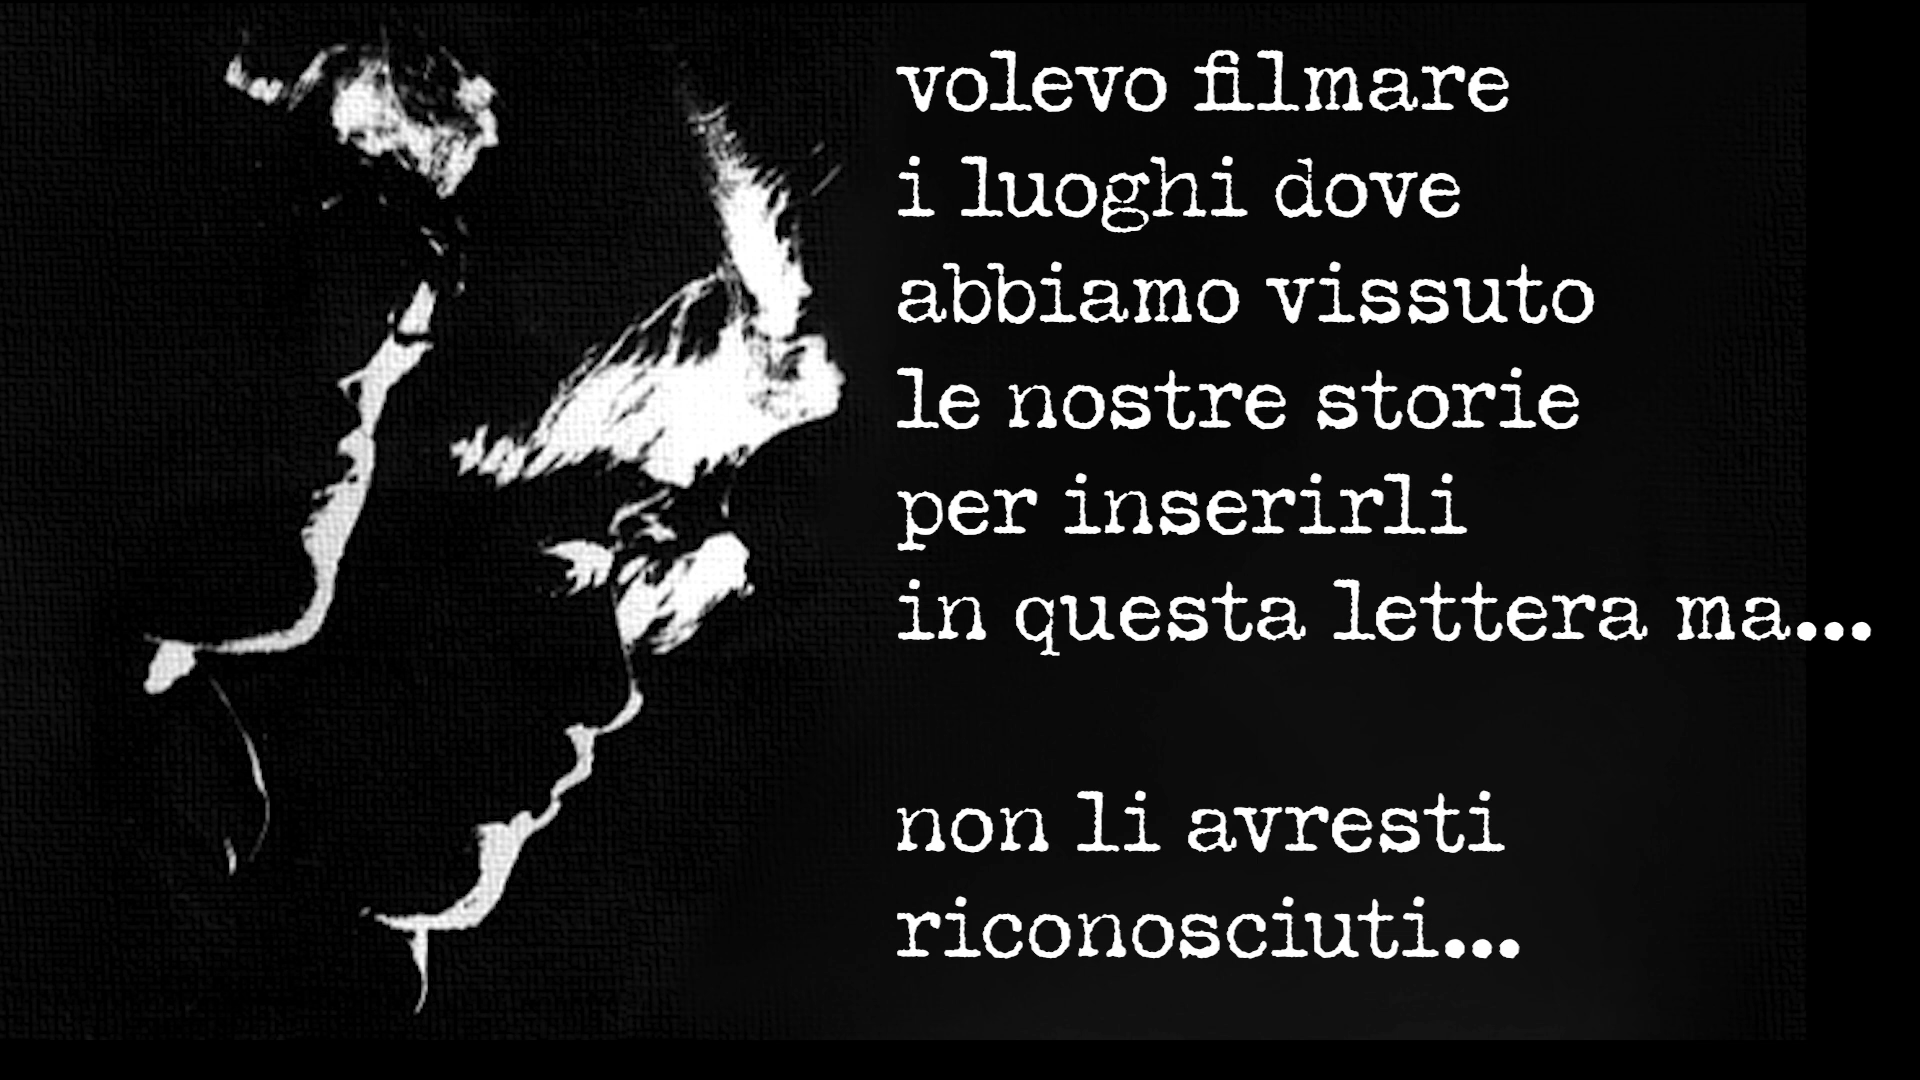 volevo filmare
i luoghi dove
abbiamo vissuto
le nostre storie
per inserirli
in questa lettera ma...
non li avresti
riconosciuti...